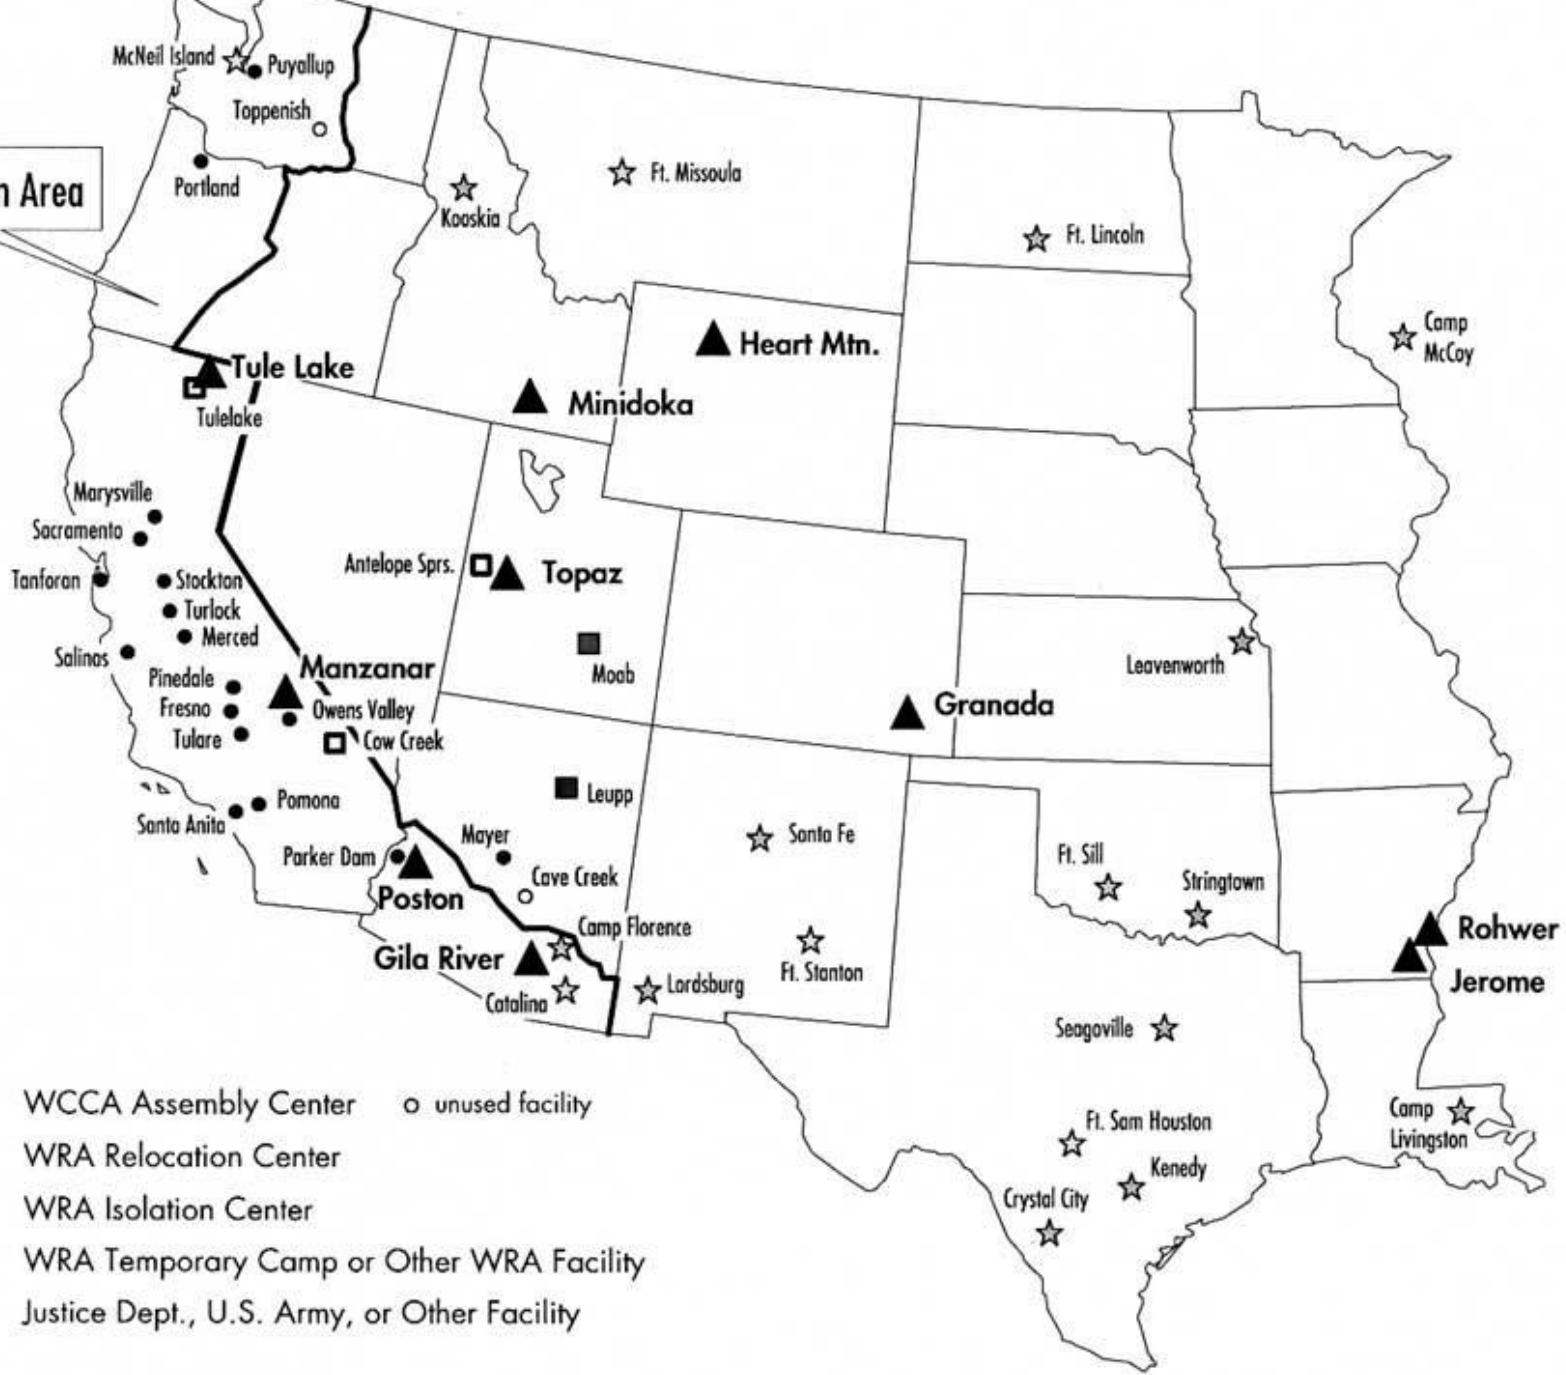 McNeil Island
Puyallup
Toppenish
Portland
n Area
Kooskia
Ft. Missoula
Ft. Lincoln
Camp
McCoy
Heart Mtn.
Minidoka
Tule Lake
Tulelake
Marysville
Sacramento
Tanforan
Stockton
Turlock
Merced
Salinas
Antelope Sprs.
Topaz
Moab
Leavenworth
Pinedale
Fresno
Tulare
Manzanar
Owens Valley
Cow Creek
Granada
Pomona
Santa Anita
Leupp
Parker Dam
Poston
Mayer
Cave Creek
Santa Fe
Ft. Sill
Stringtown
Camp Florence
Gila River
Catalina
Lordsburg
Ft. Stanton
Rohwer
Jerome
Seagoville
Ft. Sam Houston
Kenedy
Crystal City
Camp
Livingston
WCCA Assembly Center unused facility
WRA Relocation Center
WRA Isolation Center
WRA Temporary Camp or Other WRA Facility
Justice Dept., U.S. Army, or Other Facility